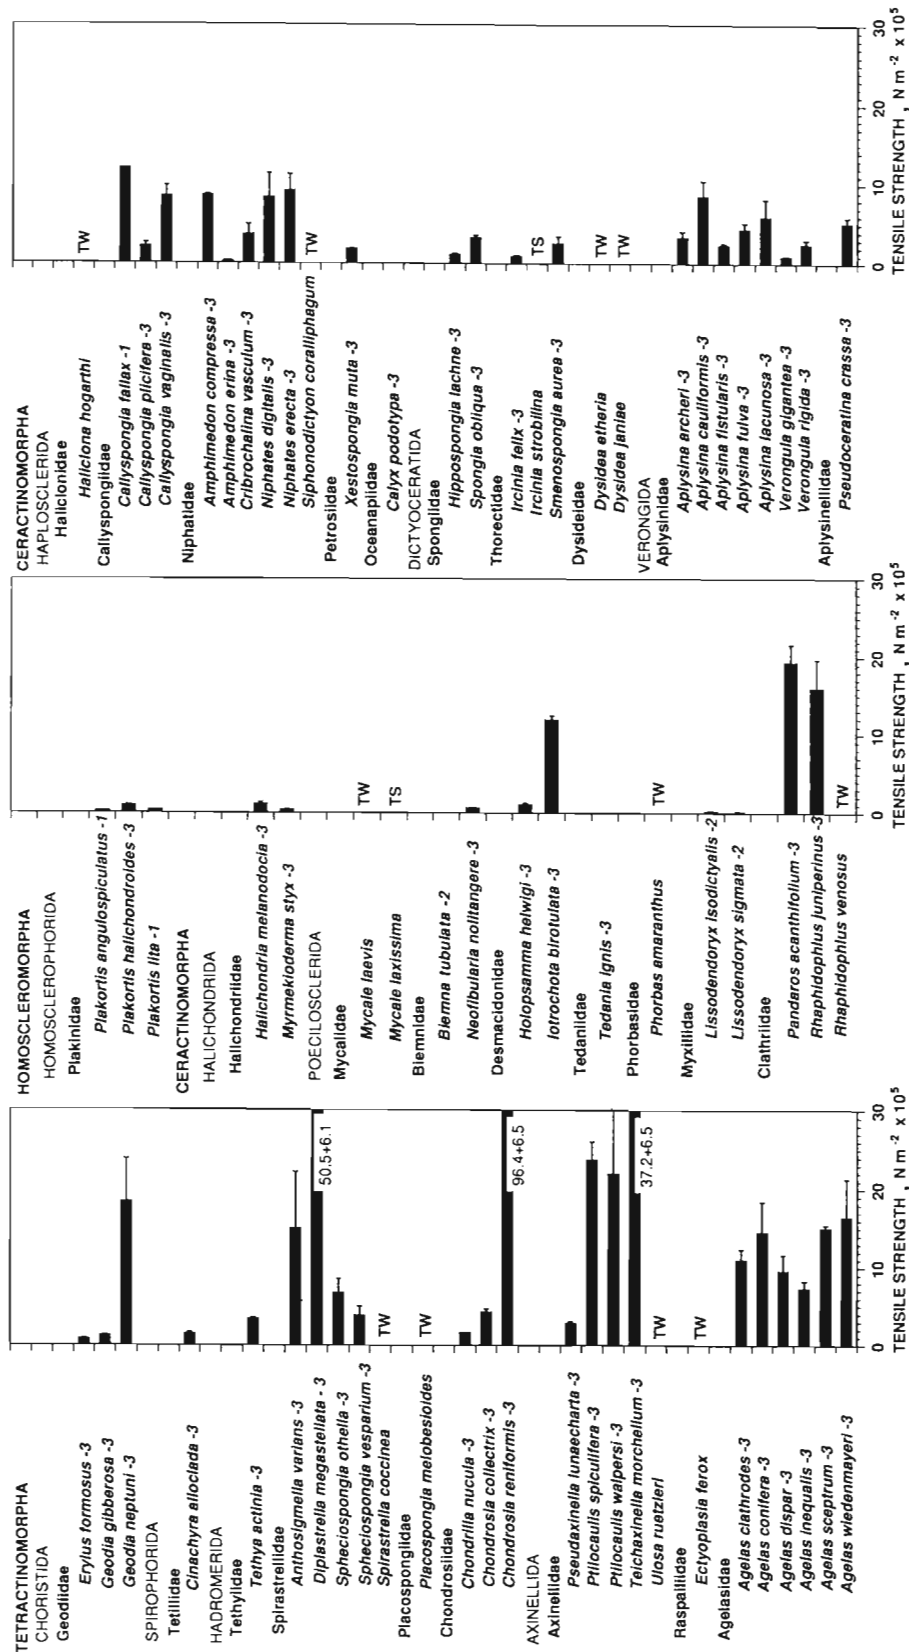 TETRACTINOMORPHA
CHORISTIDA
Geodiidae
Erylus formosus -3
Geodia gibberosa -3
Geodia neptuni -3
SPIROPHORIDA
Tetillidae
Cinachyra alloclada -3
HADROMERIDA
Tethyidae
Tethya actinia -3
Spirastrellidae
Anthosigmella varians -3
Diplastrella megastellata - 3
50.5+6.1
Spheciospongia othella -3
Spheciospongia vesparium -3
Spirastrella coccinea
TW
Placospongiidae
Placospongia melobesioides
TW
Chondrosiidae
Chondrilla nucula -3
Chondrosia collectrix -3
Chondrosia reniformis -3
96.4+6.5
AXINELLIDA
Axinellidae
Pseudaxinella lunaecharta -3
Ptilocaulis spiculifera -3
Ptilocaulis walpersi -3
Teichaxinella morchellum -3
37.2+6.5
Ulosa ruetzleri
TW
Raspailiidae
Ectyoplasia ferox
TW
Agelasidae
Agelas clathrodes -3
Agelas conifera -3
Agelas dispar -3
Agelas inequalis -3
Agelas sceptrum -3
Agelas wiedenmayeri -3
0 10 20 30
TENSILE STRENGTH , N m-2 x 10⁵
HOMOSCLEROMORPHA
HOMOSCLEROPHORIDA
Plakinidae
Plakortis angulospiculatus -1
Plakortis halichondroides -3
Plakortis lita -1
CERACTINOMORPHA
HALICHONDRIDA
Halichondriidae
Halichondria melanodocia -3
Myrmekioderma styx -3
POECILOSCLERIDA
Mycalidae
Mycale laevis
TW
Mycale laxissima
TS
Biemnidae
Biemna tubulata -2
Neofibularia nolitangere -3
Desmacidonidae
Holopsamma helwigi -3
Iotrochota birotulata -3
Tedaniidae
Tedania ignis -3
Phorbasidae
Phorbas amaranthus
TW
Myxillidae
Lissodendoryx isodictyalis -2
Lissodendoryx sigmata -2
Clathriidae
Pandaros acanthifolium -3
Rhaphidophlus juniperinus -3
Rhaphidophlus venosus
TW
0 10 20 30
TENSILE STRENGTH , N m-2 x 10⁵
CERACTINOMORPHA
HAPLOSCLERIDA
Haliclonidae
Haliclona hogarthi
TW
Callyspongiidae
Callyspongia fallax -1
Callyspongia plicifera -3
Callyspongia vaginalis -3
Niphatidae
Amphimedon compressa -3
Amphimedon erina -3
Cribrochalina vasculum -3
Niphates digitalis -3
Niphates erecta -3
Siphonodictyon coralliphagum
TW
Petrosiidae
Xestospongia muta -3
Oceanapiidae
Calyx podotypa -3
DICTYOCERATIDA
Spongiidae
Hippospongia lachne -3
Spongia obliqua -3
Thorectidae
Ircinia felix -3
Ircinia strobilina
TS
Smenospongia aurea -3
Dysideidae
Dysidea etheria
TW
Dysidea janiae
TW
VERONGIDA
Aplysinidae
Aplysina archeri -3
Aplysina cauliformis -3
Aplysina fistularis -3
Aplysina fulva -3
Aplysina lacunosa -3
Verongula gigantea -3
Verongula rigida -3
Aplysinellidae
Pseudoceratina crassa -3
0 10 20 30
TENSILE STRENGTH , N m-2 x 10⁵